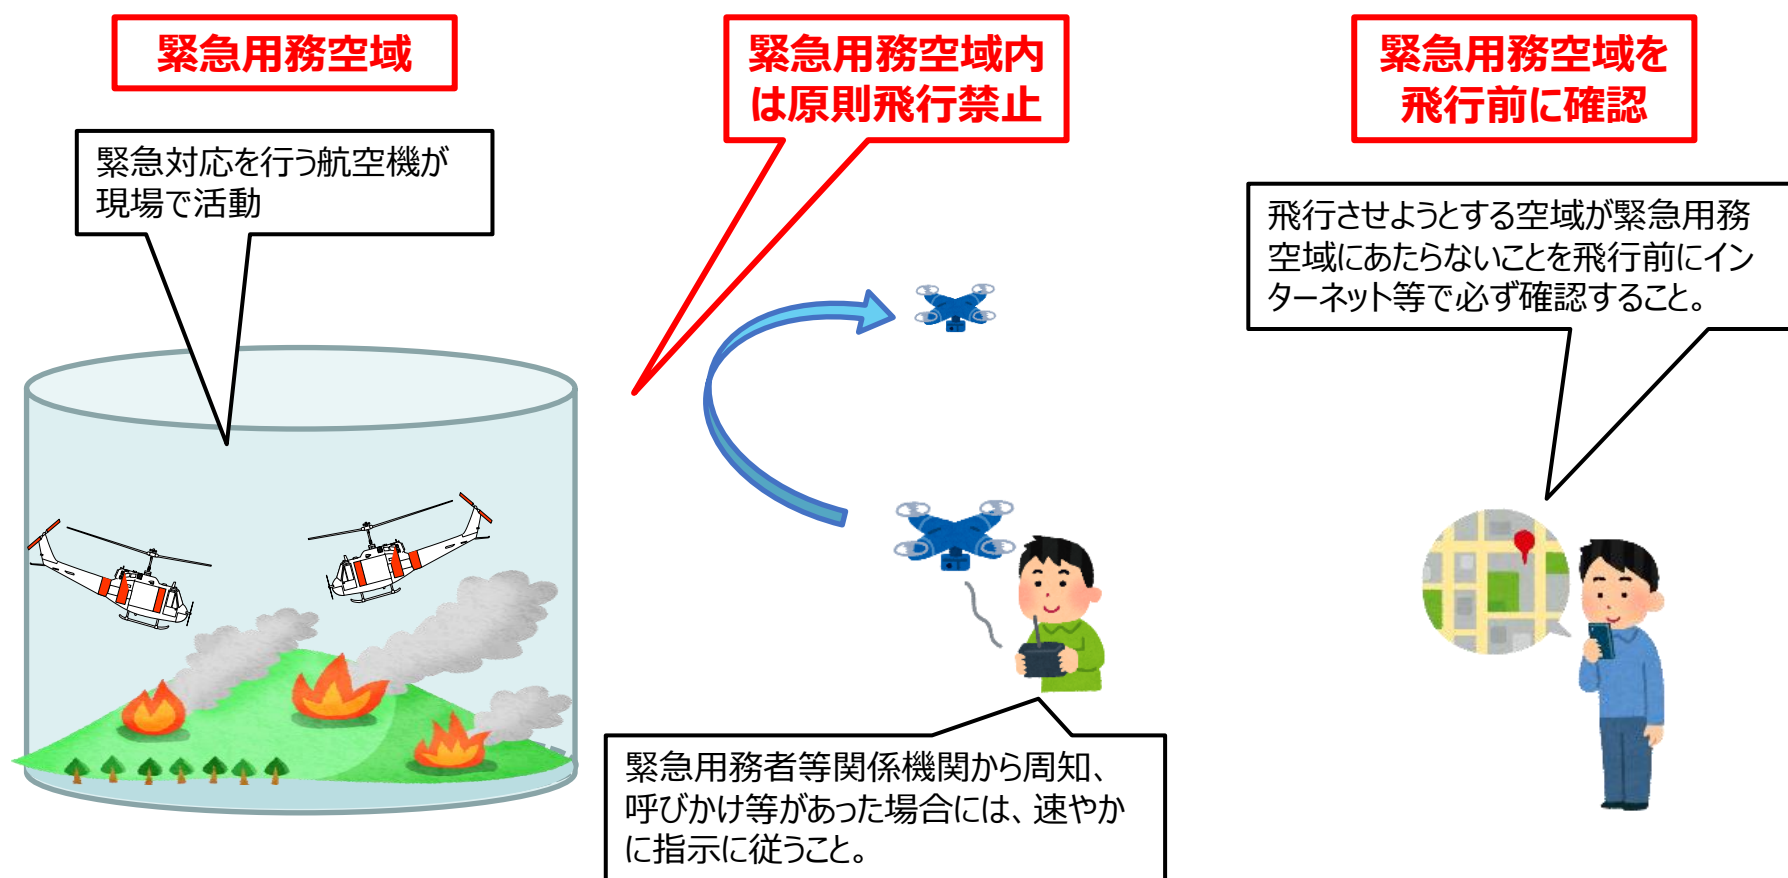 緊急用務空域
緊急対応を行う航空機が
現場で活動
緊急用務空域内
は原則飛行禁止
緊急用務者等関係機関から周知、
呼びかけ等があった場合には、速やか
に指示に従うこと。
緊急用務空域を
飛行前に確認
飛行させようとする空域が緊急用務
空域にあたらないことを飛行前にイン
ターネット等で必ず確認すること。